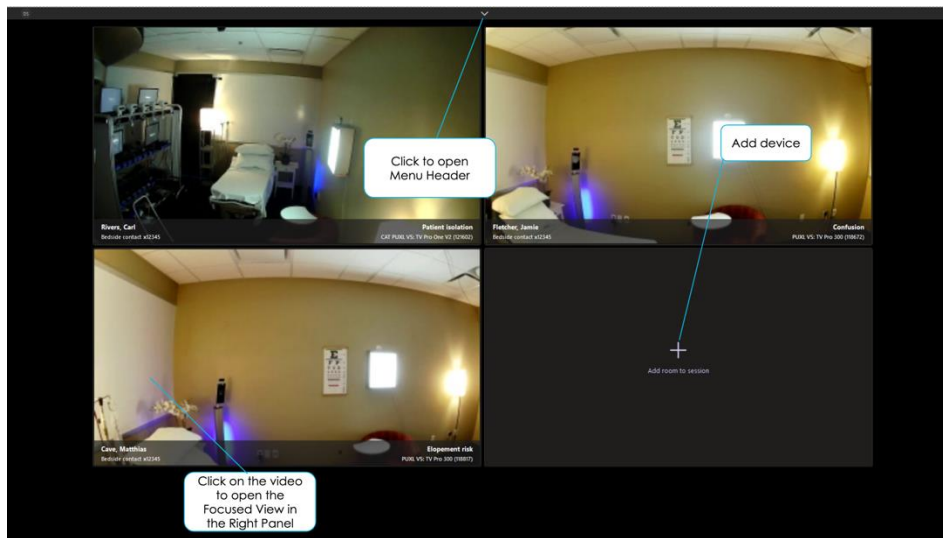 Click to open
Menu Header
Add device
Rivers, Carl
Patient isolation
Bedside contact x12345
CAT PUXL VS: TV Pro One V2 (121602)
Fletcher, Jamie
Confusion
Bedside contact x12345
PUXL VS: TV Pro 300 (118672)
Add room to session
Cave, Matthias
Elopement risk
Bedside contact x12345
PUXL VS: TV Pro 300 (118817)
Click on the video
to open the
Focused View in
the Right Panel